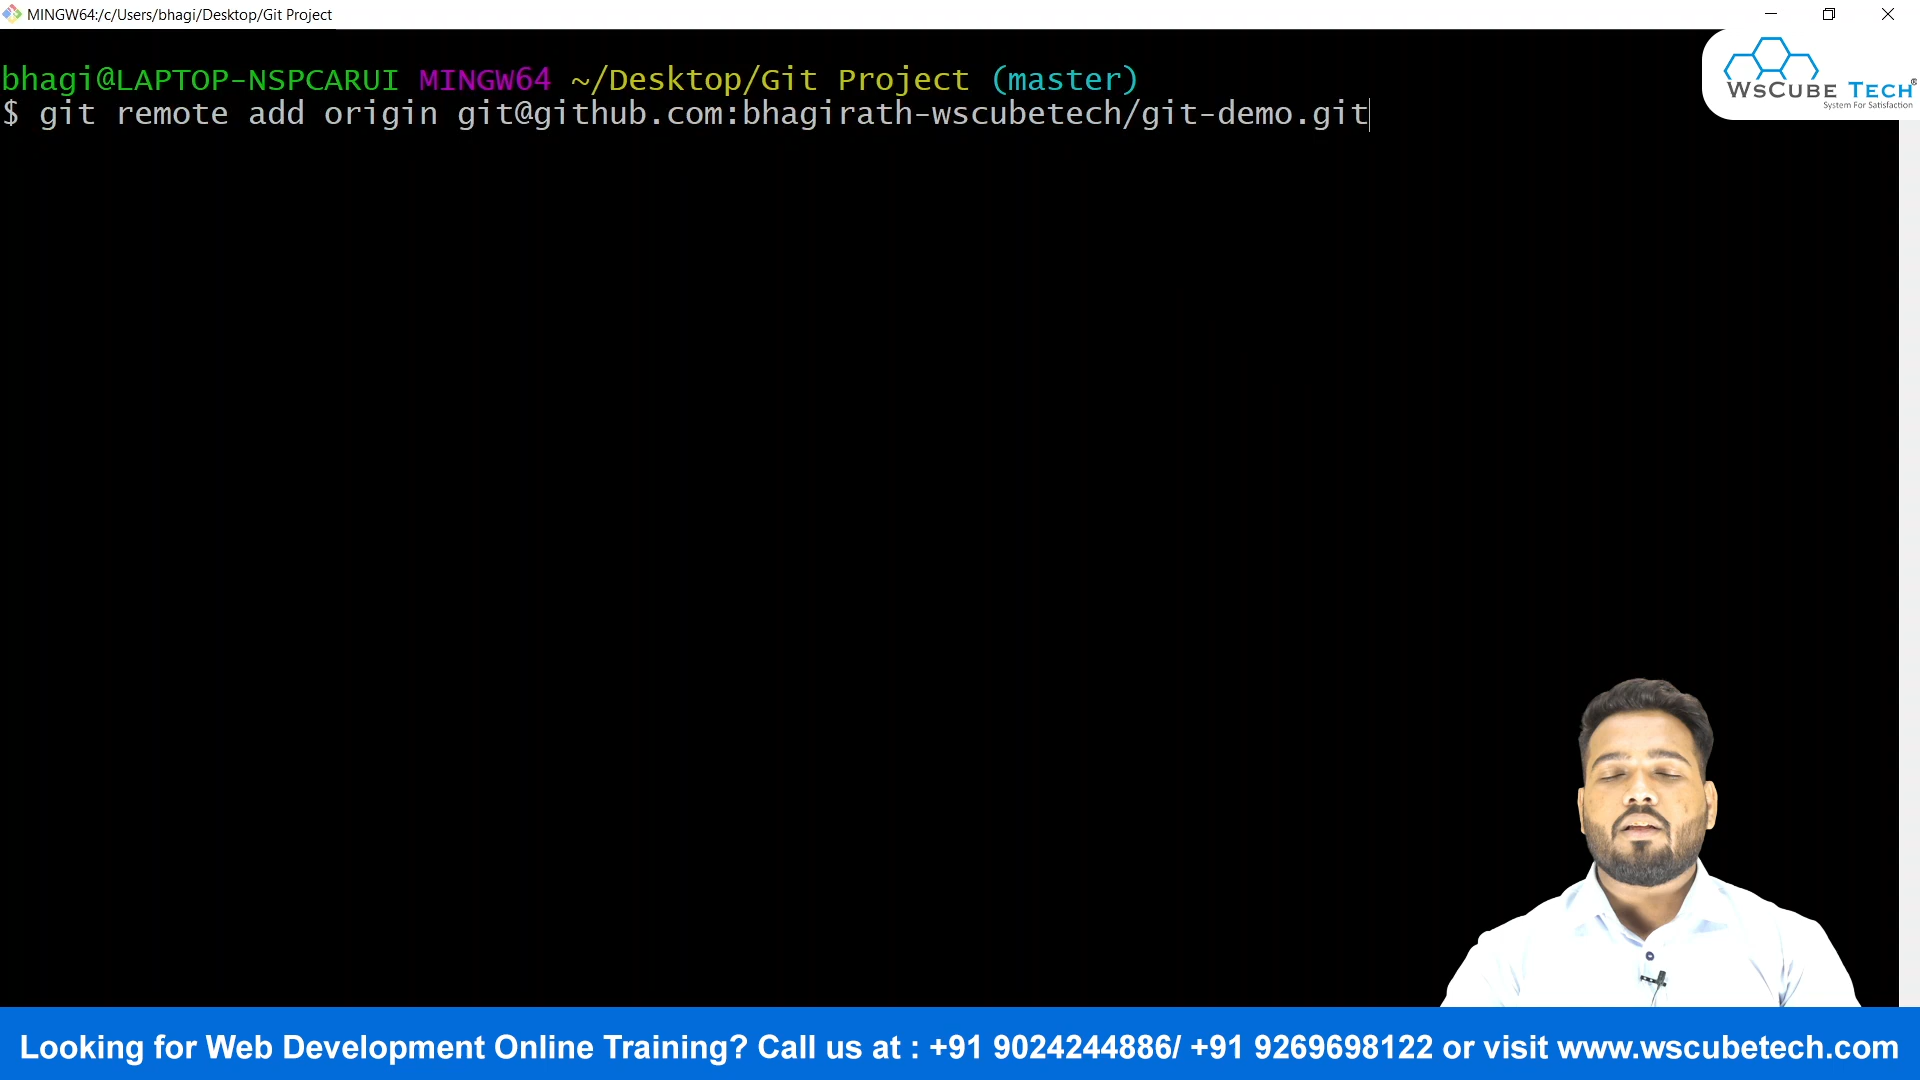 MINGW64:/c/Users/bhagi/Desktop/Git Project
WsCube Tech®
System For Satisfaction
bhagi@LAPTOP-NSPCARUI MINGW64 ~/Desktop/Git Project (master)
$ git remote add origin git@github.com:bhagirath-wscubetech/git-demo.git
Looking for Web Development Online Training? Call us at : +91 9024244886/ +91 9269698122 or visit www.wscubetech.com